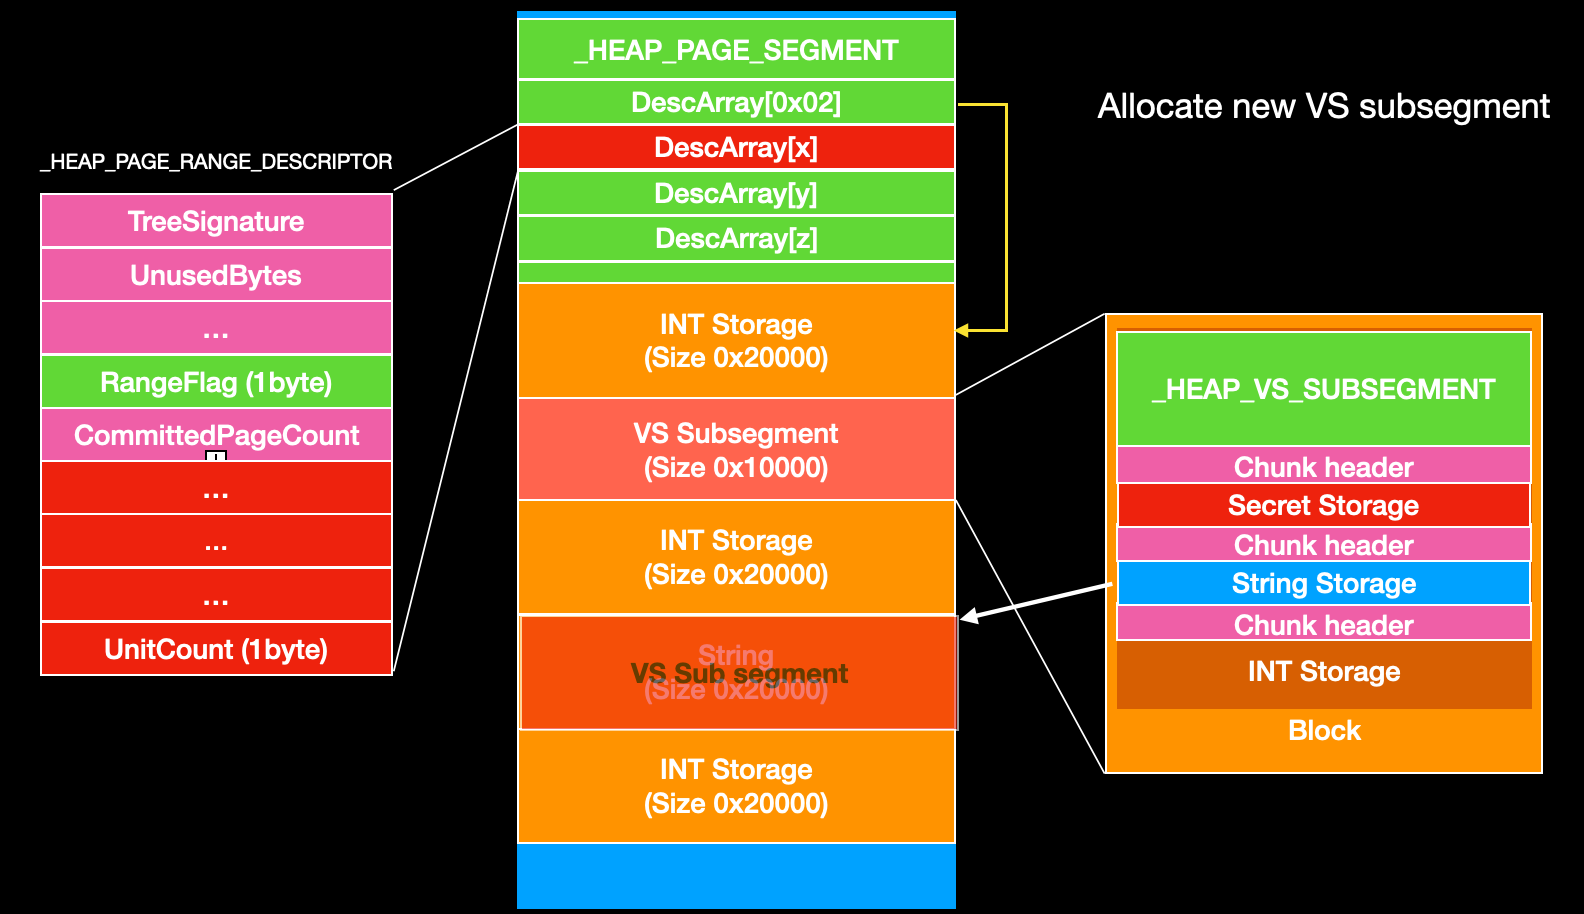 Allocate new VS subsegment
_HEAP_PAGE_RANGE_DESCRIPTOR
TreeSignature
UnusedBytes
...
RangeFlag (1byte)
CommittedPageCount
...
...
...
UnitCount (1byte)
_HEAP_PAGE_SEGMENT
DescArray[0x02]
DescArray[x]
DescArray[y]
DescArray[z]
INT Storage
(Size 0x20000)
VS Subsegment
(Size 0x10000)
INT Storage
(Size 0x20000)
String
VS Sub segment
(Size 0x20000)
INT Storage
(Size 0x20000)
_HEAP_VS_SUBSEGMENT
Chunk header
Secret Storage
Chunk header
String Storage
Chunk header
INT Storage
Block